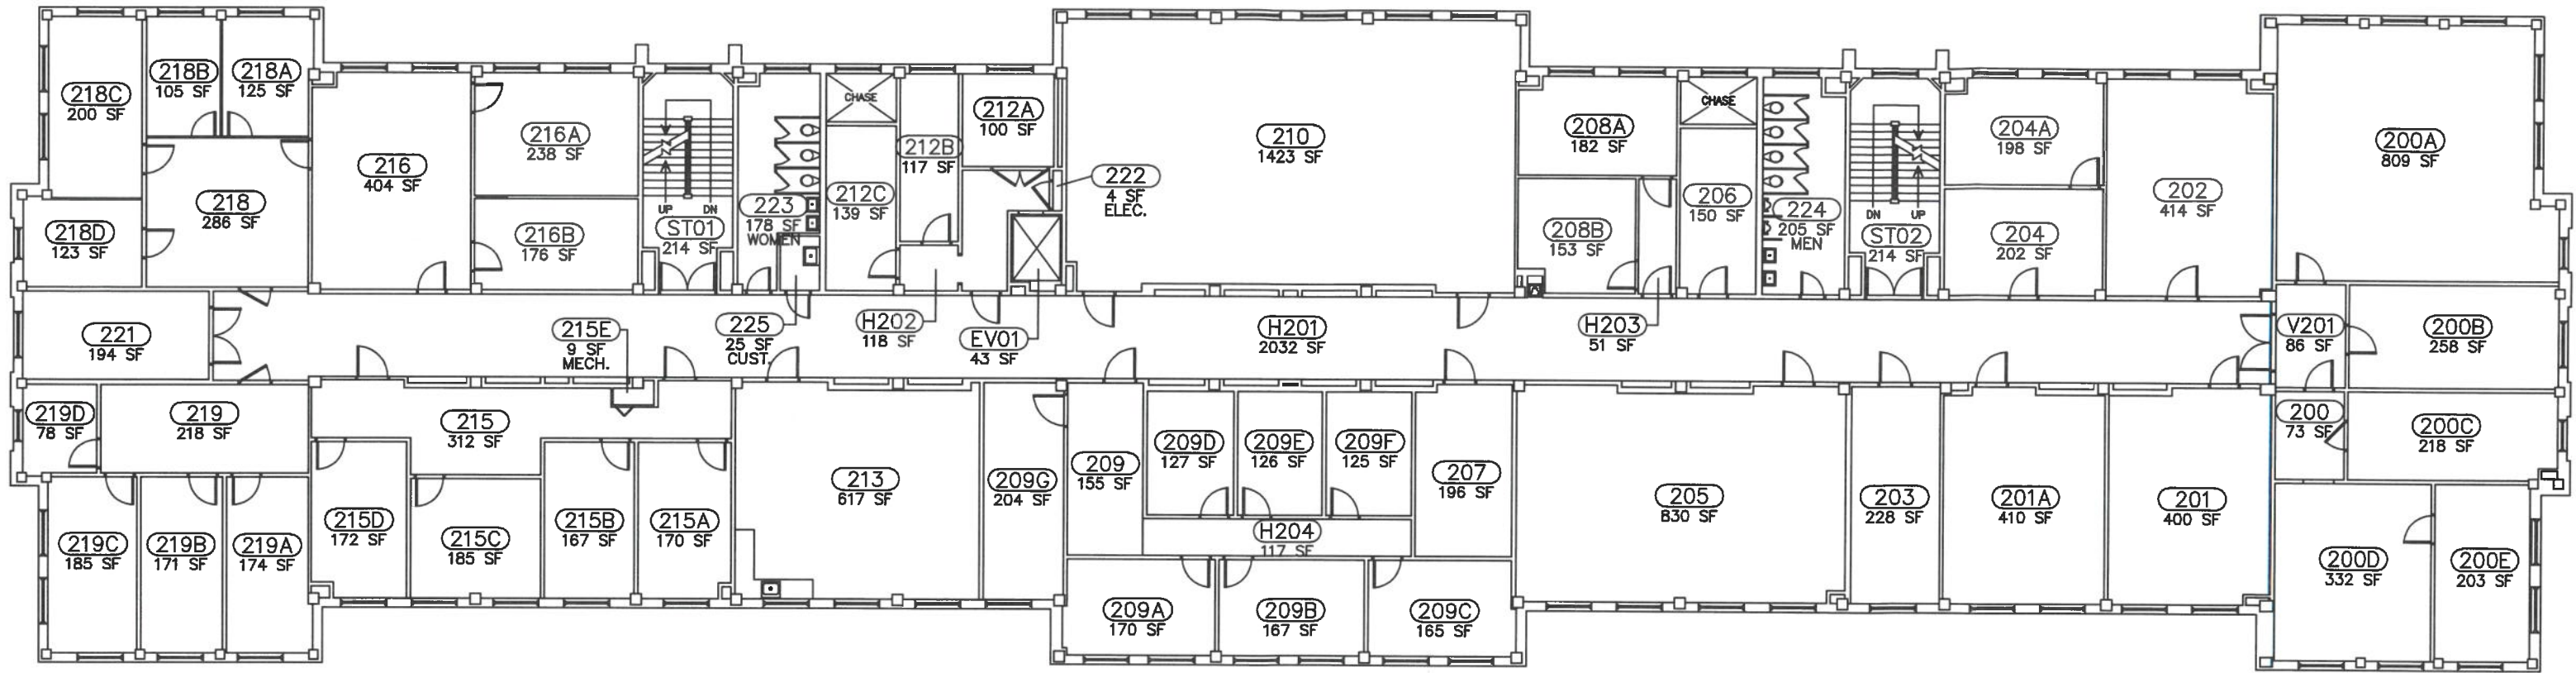 218C
200 SF
218B
105 SF
218A
125 SF
218
286 SF
218D
123 SF
216
404 SF
216A
238 SF
216B
176 SF
UP
DN
ST01
214 SF
223
178 SF
WOMEN
CHASE
212C
139 SF
212B
117 SF
212A
100 SF
222
4 SF
ELEC.
210
1423 SF
208A
182 SF
208B
153 SF
CHASE
206
150 SF
224
205 SF
MEN
DN
UP
ST02
214 SF
204A
198 SF
204
202 SF
202
414 SF
200A
809 SF
221
194 SF
215E
9 SF
MECH.
225
25 SF
CUST.
H202
118 SF
EV01
43 SF
H201
2032 SF
H203
51 SF
V201
86 SF
200B
258 SF
219D
78 SF
219
218 SF
215
312 SF
219C
185 SF
219B
171 SF
219A
174 SF
215D
172 SF
215C
185 SF
215B
167 SF
215A
170 SF
213
617 SF
209G
204 SF
209
155 SF
209D
127 SF
209E
126 SF
209F
125 SF
207
196 SF
H204
117 SF
209A
170 SF
209B
167 SF
209C
165 SF
205
830 SF
203
228 SF
201A
410 SF
201
400 SF
200
73 SF
200C
218 SF
200D
332 SF
200E
203 SF